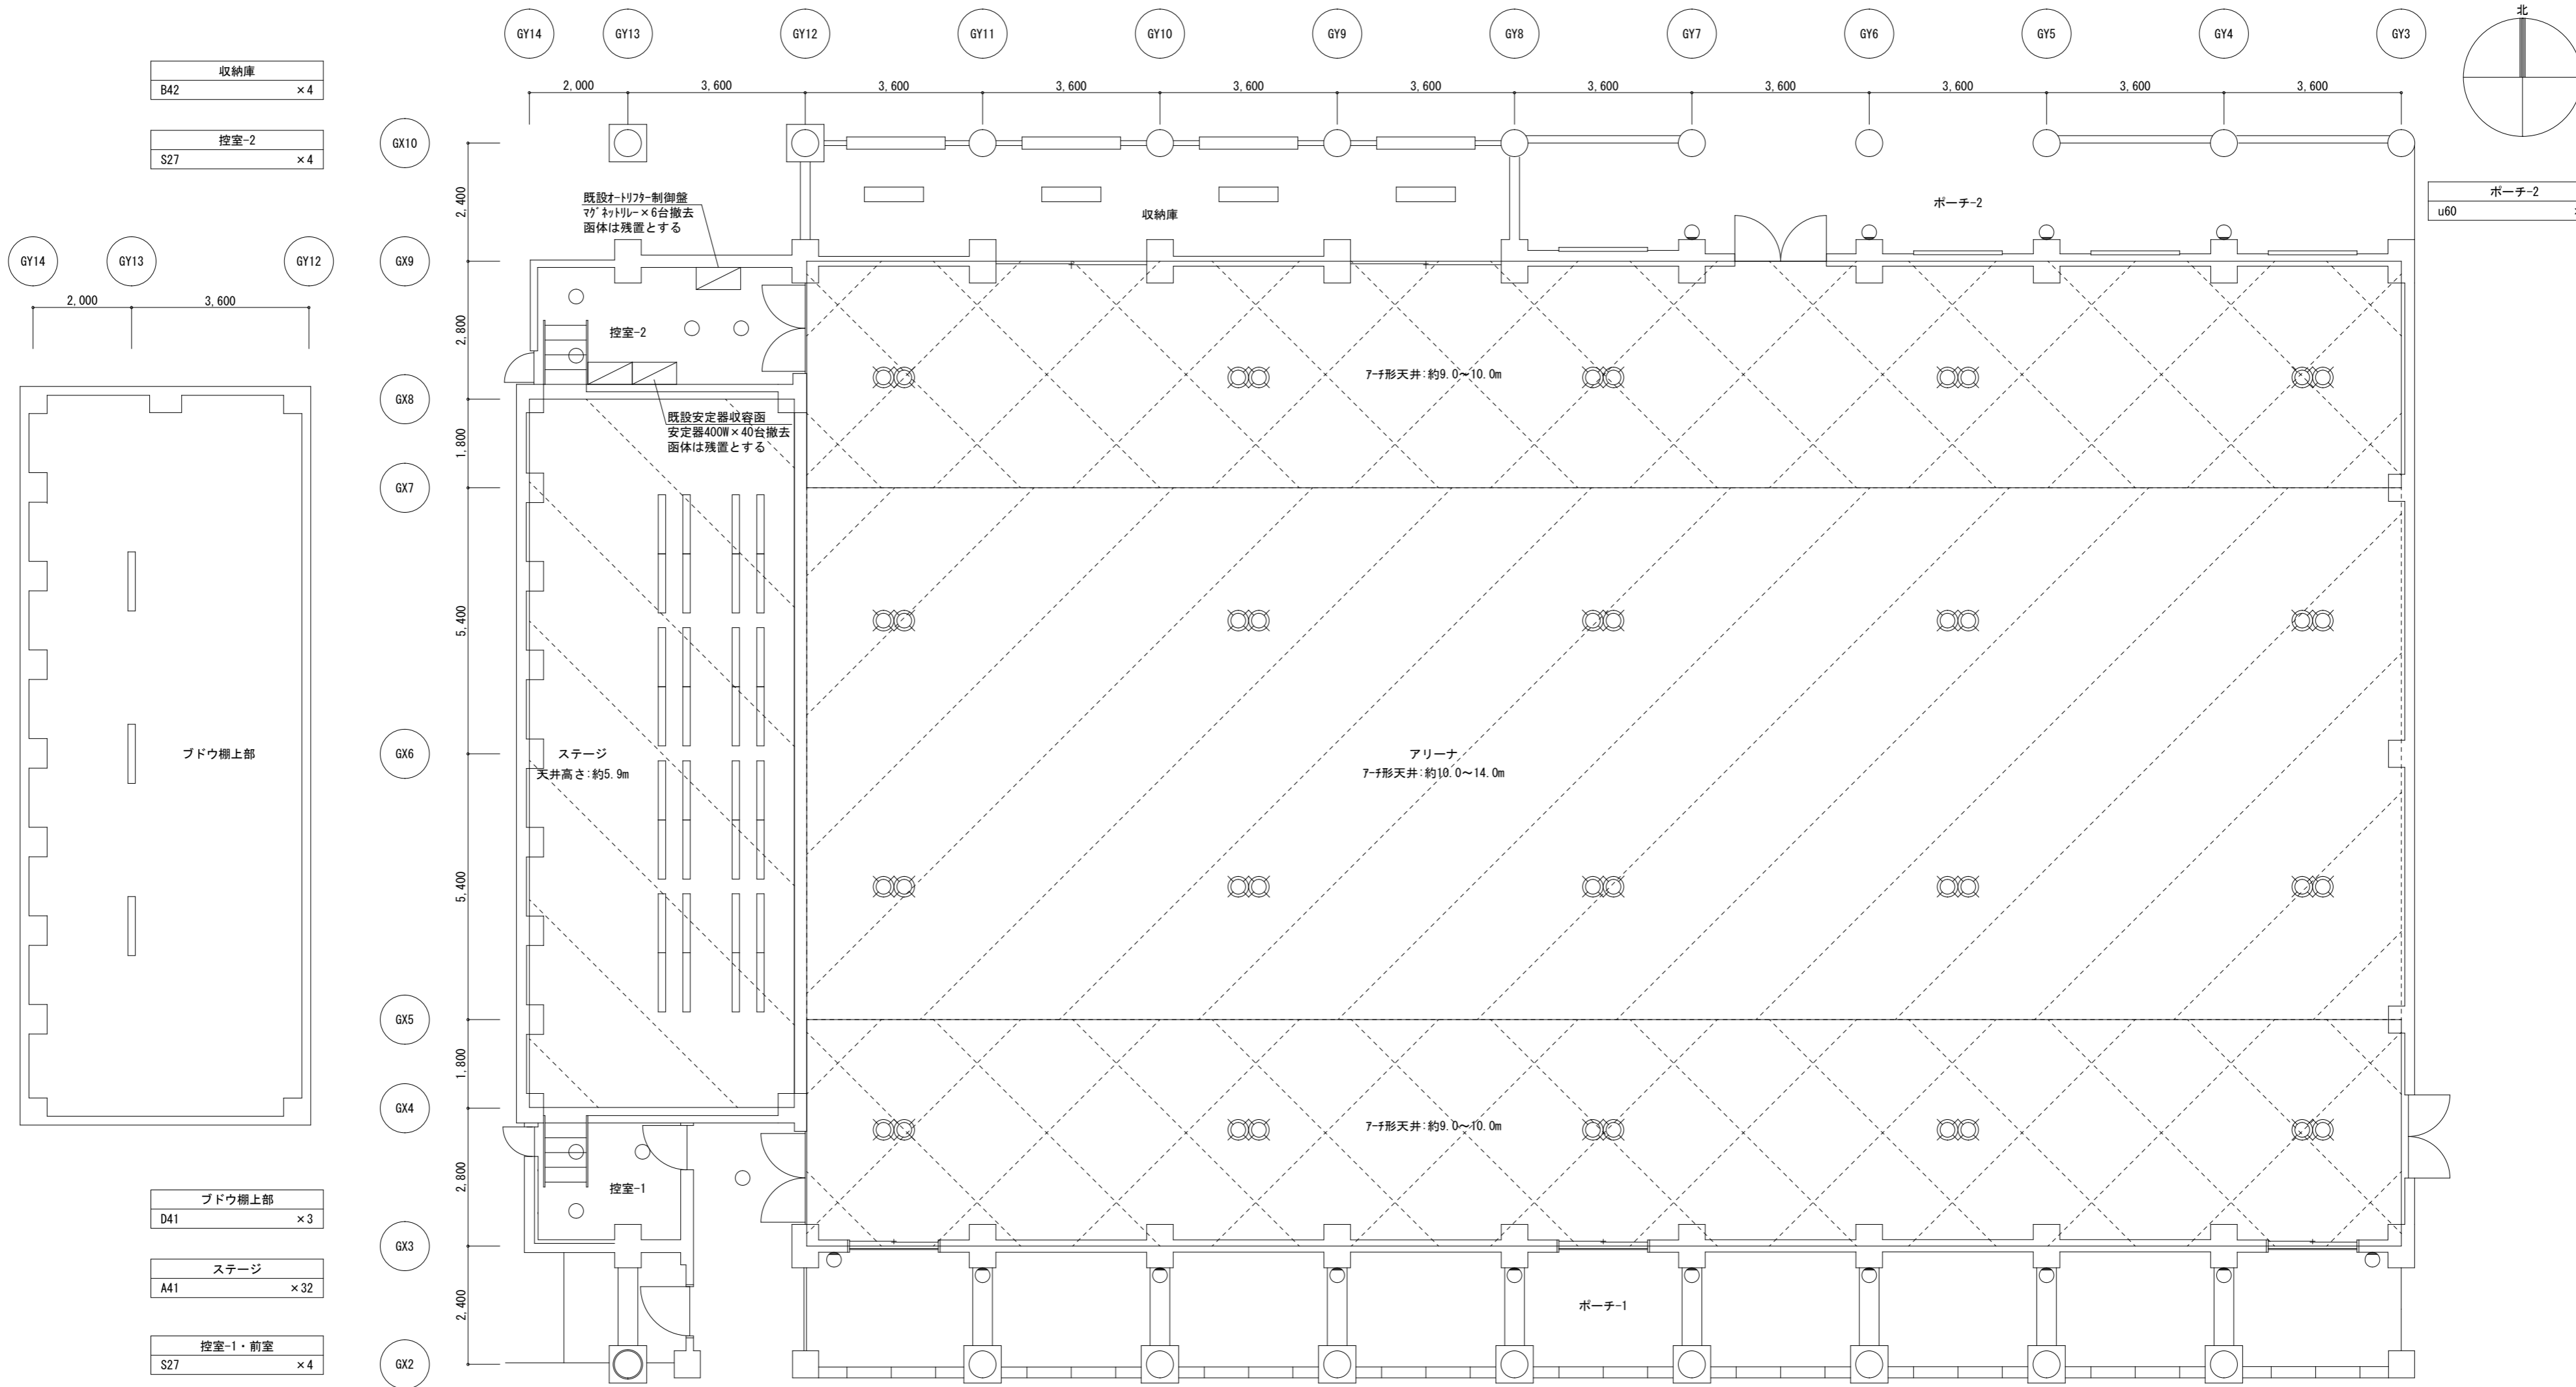 GY14
GY13
GY12
GY11
GY10
GY9
GY8
GY7
GY6
GY5
GY4
GY3
北
2,000
3,600
3,600
3,600
3,600
3,600
3,600
3,600
3,600
3,600
3,600
収納庫
B42 ×4
控室-2
S27 ×4
GX10
2,400
既設オートリフター制御盤
マグネットリレー×6台撤去
函体は残置とする
収納庫
ポーチ-2
ポーチ-2
u60
GY14
GY13
GY12
2,000
3,600
GX9
2,800
控室-2
アーチ形天井:約9.0～10.0m
GX8
既設安定器収容函
安定器400W×40台撤去
函体は残置とする
1,800
GX7
5,400
ブドウ棚上部
GX6
ステージ
天井高さ:約5.9m
アリーナ
アーチ形天井:約10.0～14.0m
5,400
GX5
1,800
GX4
アーチ形天井:約9.0～10.0m
2,800
控室-1
ブドウ棚上部
D41 ×3
GX3
ステージ
A41 ×32
2,400
ポーチ-1
控室-1・前室
S27 ×4
GX2